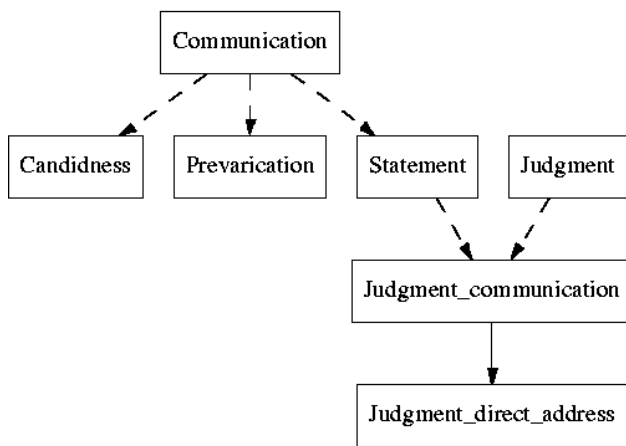 Communication
Candidness
Prevarication
Statement
Judgment
Judgment_communication
Judgment_direct_address